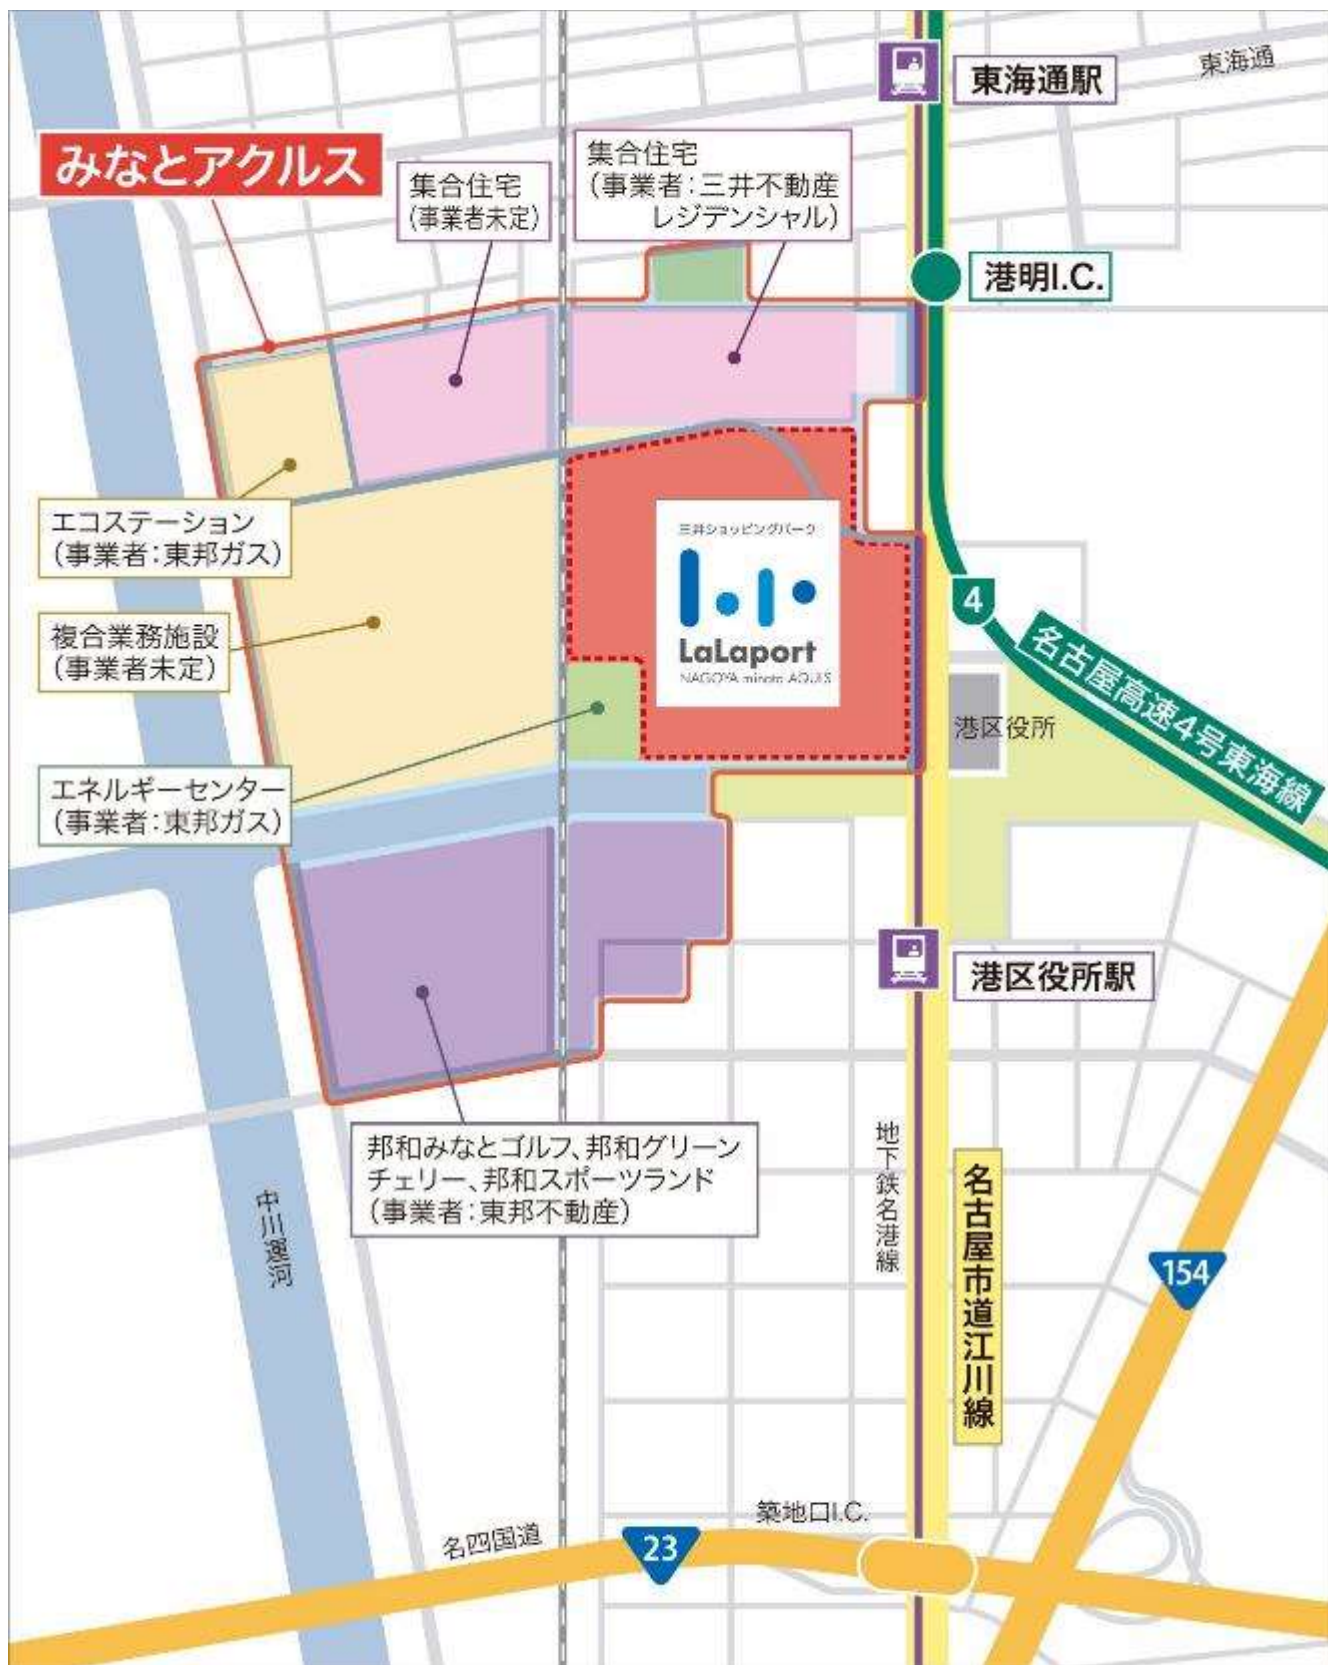 東海通駅
東海通
みなとアクルス
集合住宅
(事業者未定)
集合住宅
(事業者:三井不動産
レジデンシャル)
港明I.C.
エコステーション
(事業者:東邦ガス)
三井ショッピングパーク
LaLaport
NAGOYA minato AQULS
4
名古屋高速4号東海線
複合業務施設
(事業者未定)
港区役所
エネルギーセンター
(事業者:東邦ガス)
港区役所駅
邦和みなとゴルフ、邦和グリーン
チェリー、邦和スポーツランド
(事業者:東邦不動産)
地下鉄名港線
名古屋市道江川線
中川運河
154
築地口I.C.
名四国道
23